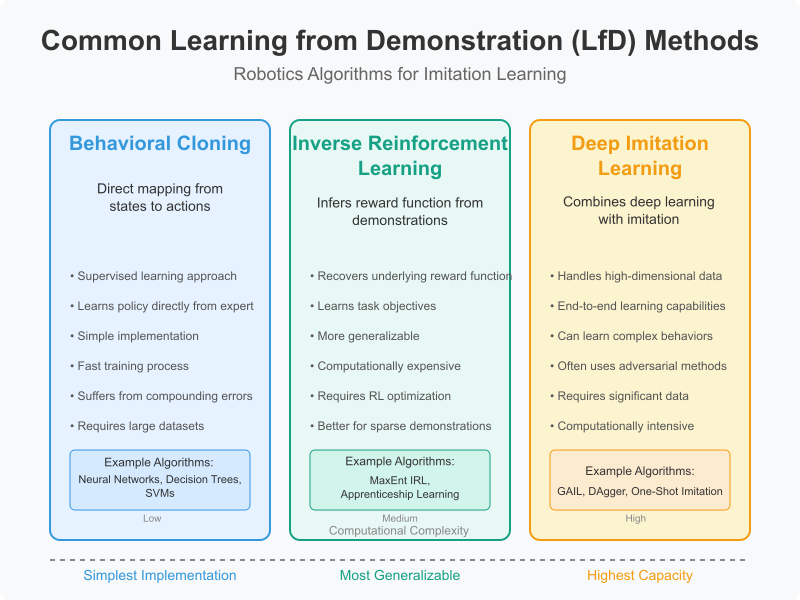 Common Learning from Demonstration (LfD) Methods
Robotics Algorithms for Imitation Learning
Behavioral Cloning
Direct mapping from
states to actions
• Supervised learning approach
• Learns policy directly from expert
• Simple implementation
• Fast training process
• Suffers from compounding errors
• Requires large datasets
Example Algorithms:
Neural Networks, Decision Trees,
SVMs
Low
Inverse Reinforcement
Learning
Infers reward function from
demonstrations
• Recovers underlying reward function
• Learns task objectives
• More generalizable
• Computationally expensive
• Requires RL optimization
• Better for sparse demonstrations
Example Algorithms:
MaxEnt IRL,
Apprenticeship Learning
Medium
Computational Complexity
Deep Imitation
Learning
Combines deep learning
with imitation
• Handles high-dimensional data
• End-to-end learning capabilities
• Can learn complex behaviors
• Often uses adversarial methods
• Requires significant data
• Computationally intensive
Example Algorithms:
GAIL, DAgger, One-Shot Imitation
High
Simplest Implementation
Most Generalizable
Highest Capacity